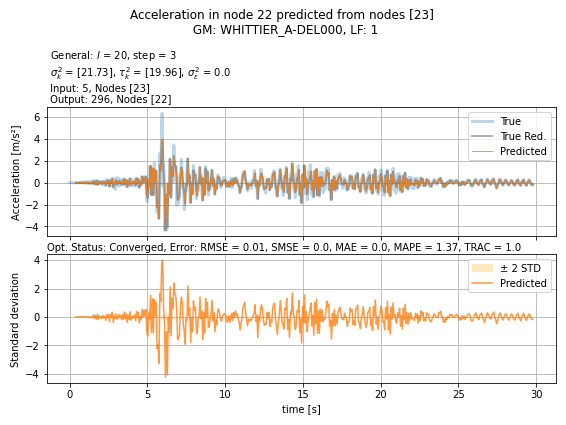 Acceleration in node 22 predicted from nodes [23]
GM: WHITTIER_A-DEL000, LF: 1
General: l = 20, step = 3
σ²ₖ = [21.73], τ²ₖ = [19.96], σ²ε = 0.0
Input: 5, Nodes [23]
Output: 296, Nodes [22]
Acceleration [m/s²]
6
4
2
0
−2
−4
True
True Red.
Predicted
Opt. Status: Converged, Error: RMSE = 0.01, SMSE = 0.0, MAE = 0.0, MAPE = 1.37, TRAC = 1.0
Standard deviation
4
2
0
−2
−4
± 2 STD
Predicted
0 5 10 15 20 25 30
time [s]